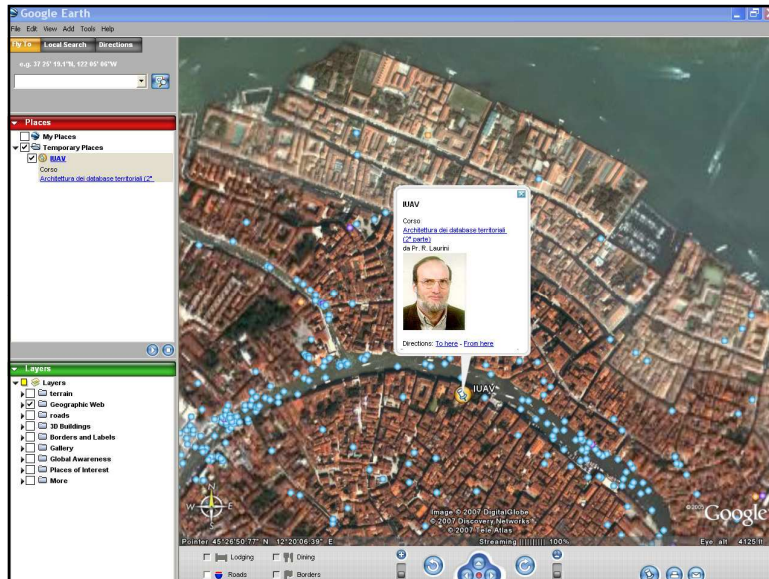 Google Earth
File Edit View Add Tools Help
Fly To Local Search Directions
e.g. 37 25' 19.1"N, 122 05' 06"W
Places
My Places
Temporary Places
IUAV
Corso
Architettura dei database territoriali (2°
Layers
Layers
terrain
Geographic Web
roads
3D Buildings
Borders and Labels
Gallery
Global Awareness
Places of Interest
More
IUAV
Corso
Architettura dei database territoriali
(2° parte)
da Pr. R. Laurini
Directions: To here - From here
IUAV
N
W E
S
Image © 2007 DigitalGlobe
© 2007 Discovery Networks
© 2007 Tele Atlas
©2005 Google
Pointer 45°26'50.77" N 12°20'06.39" E Streaming 100% Eye alt 4125 ft
Lodging Dining
Roads Borders